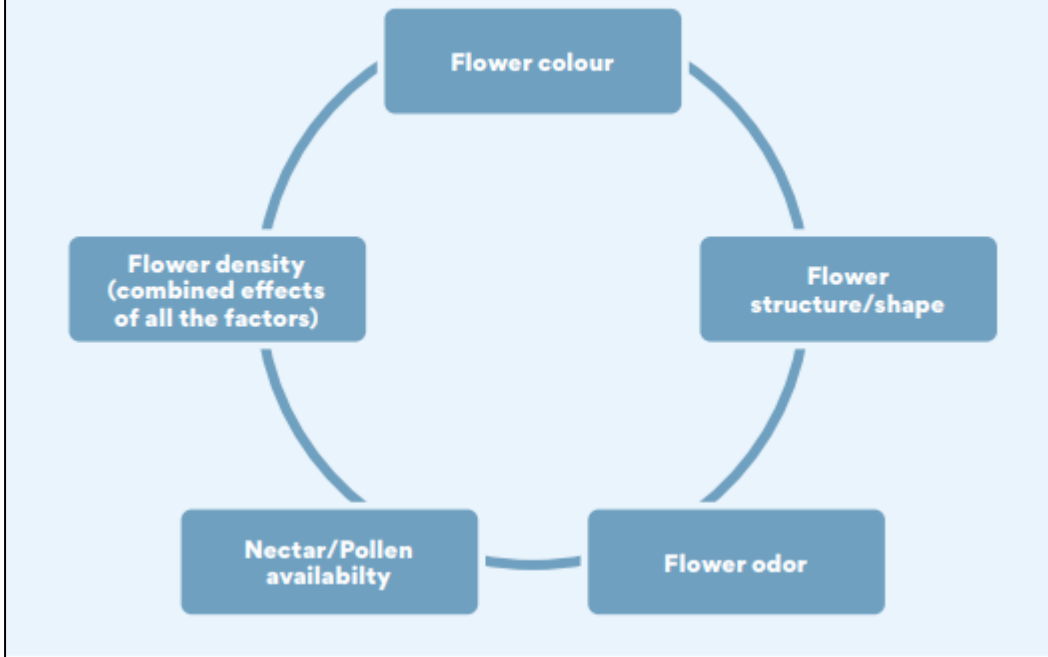 Flower colour
Flower
structure/shape
Flower odor
Nectar/Pollen
availabilty
Flower density
(combined effects
of all the factors)